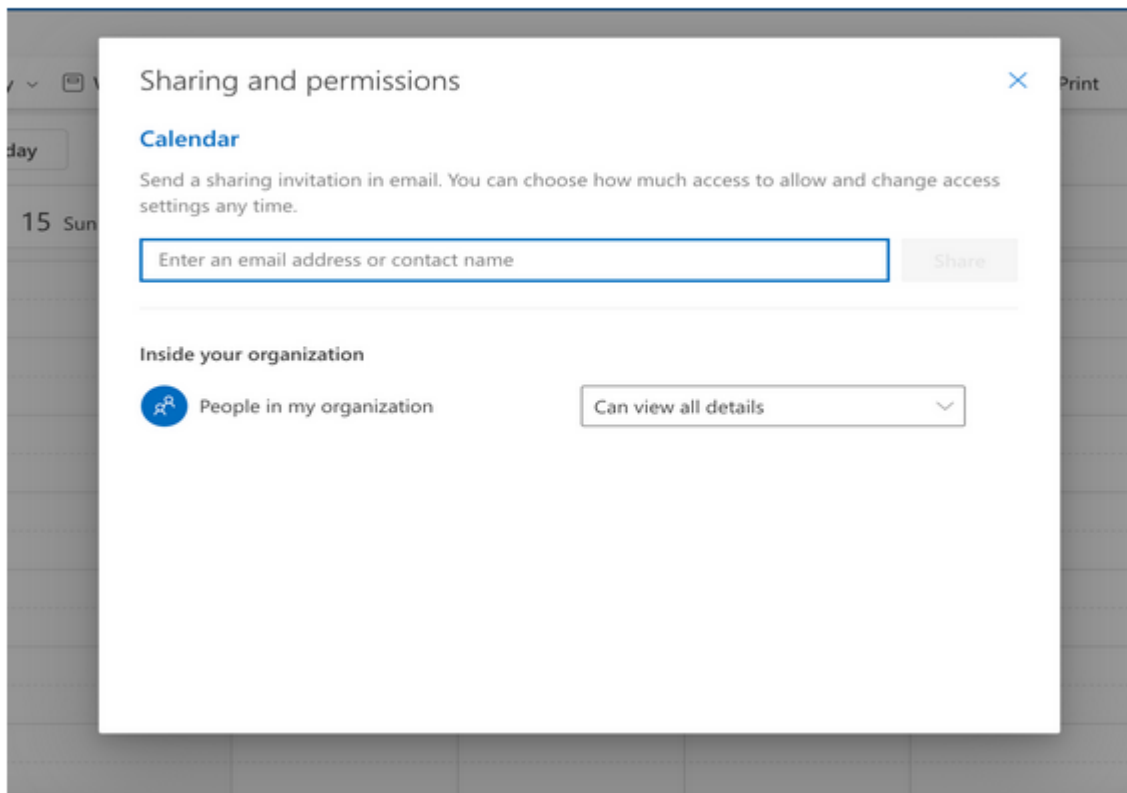 Sharing and permissions
Print
Calendar
day
Send a sharing invitation in email. You can choose how much access to allow and change access
settings any time.
15 Sun
Enter an email address or contact name
Share
Inside your organization
People in my organization
Can view all details